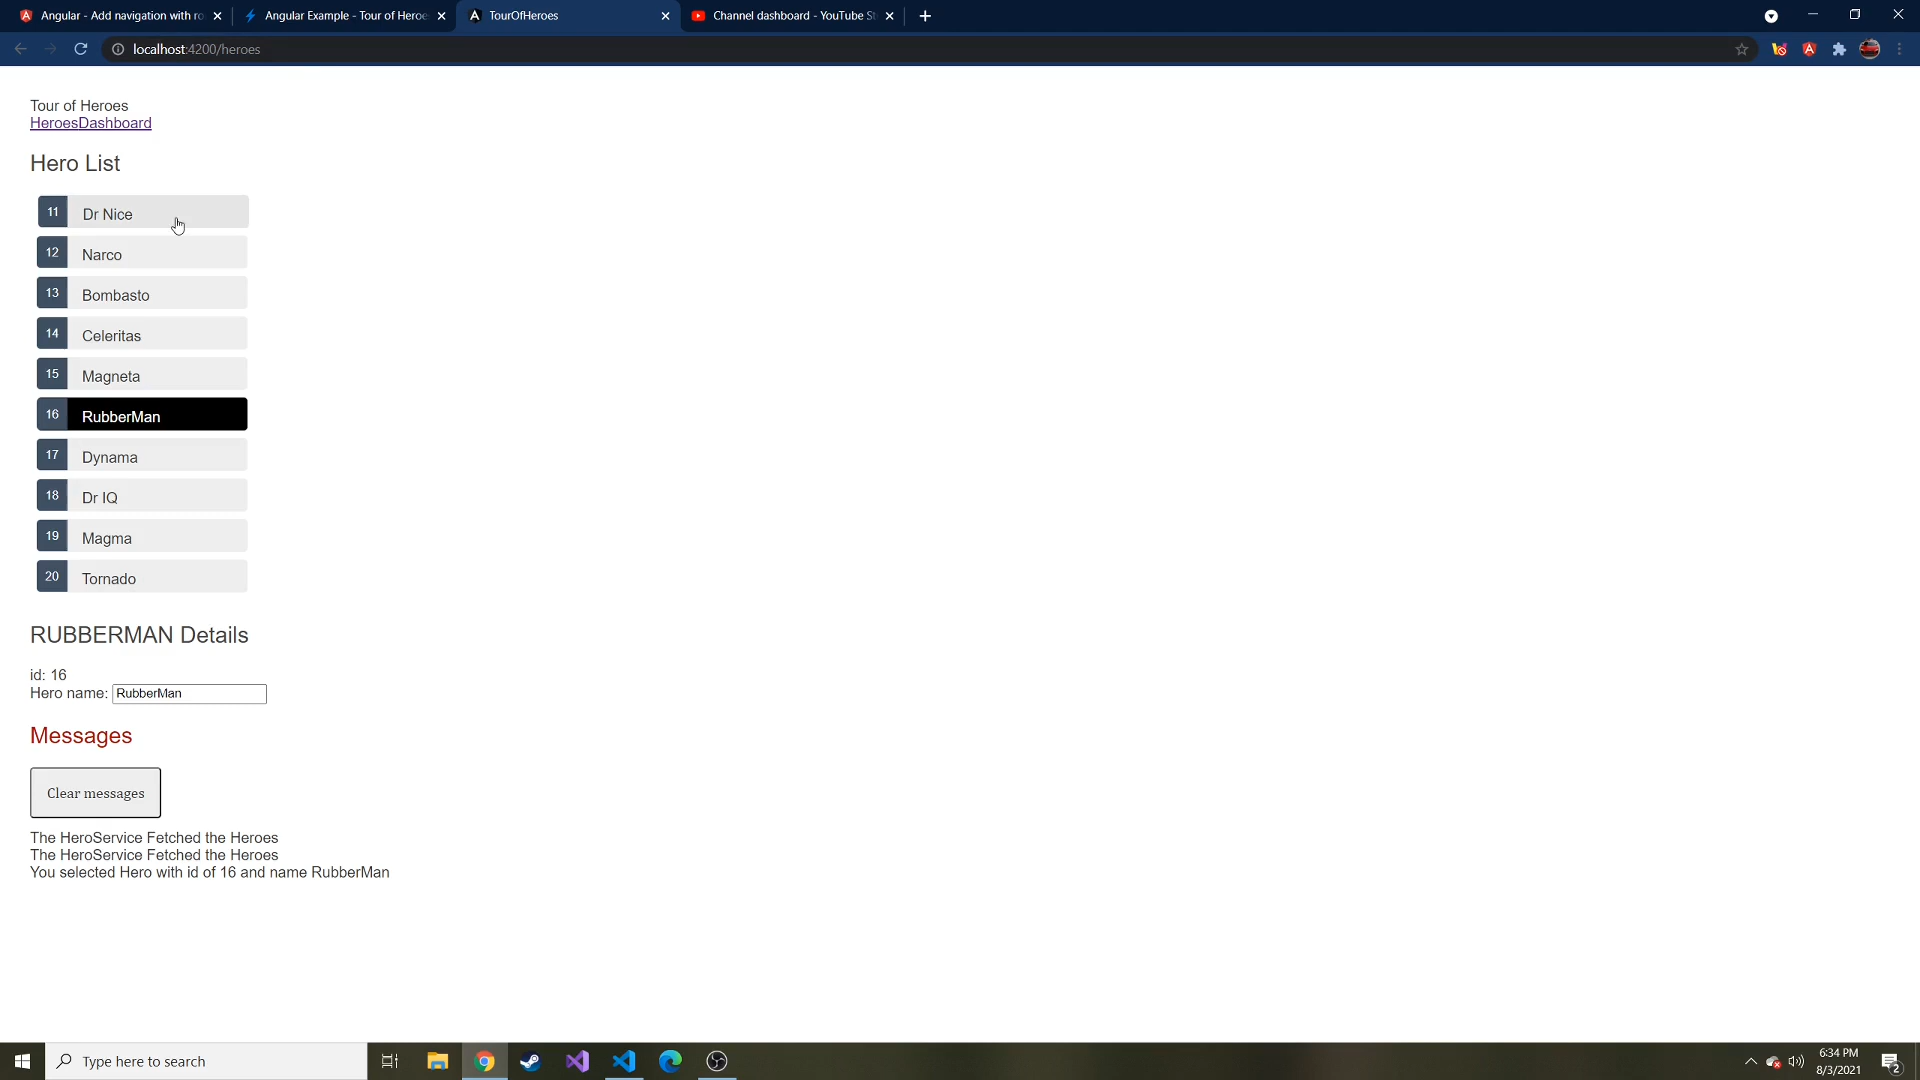 Angular - Add navigation with ro
Angular Example - Tour of Heroe
TourOfHeroes
Channel dashboard - YouTube St
localhost:4200/heroes
Tour of Heroes
HeroesDashboard
Hero List
11 Dr Nice
12 Narco
13 Bombasto
14 Celeritas
15 Magneta
16 RubberMan
17 Dynama
18 Dr IQ
19 Magma
20 Tornado
RUBBERMAN Details
id: 16
Hero name: RubberMan
Messages
Clear messages
The HeroService Fetched the Heroes
The HeroService Fetched the Heroes
You selected Hero with id of 16 and name RubberMan
Type here to search
6:34 PM
8/3/2021
2